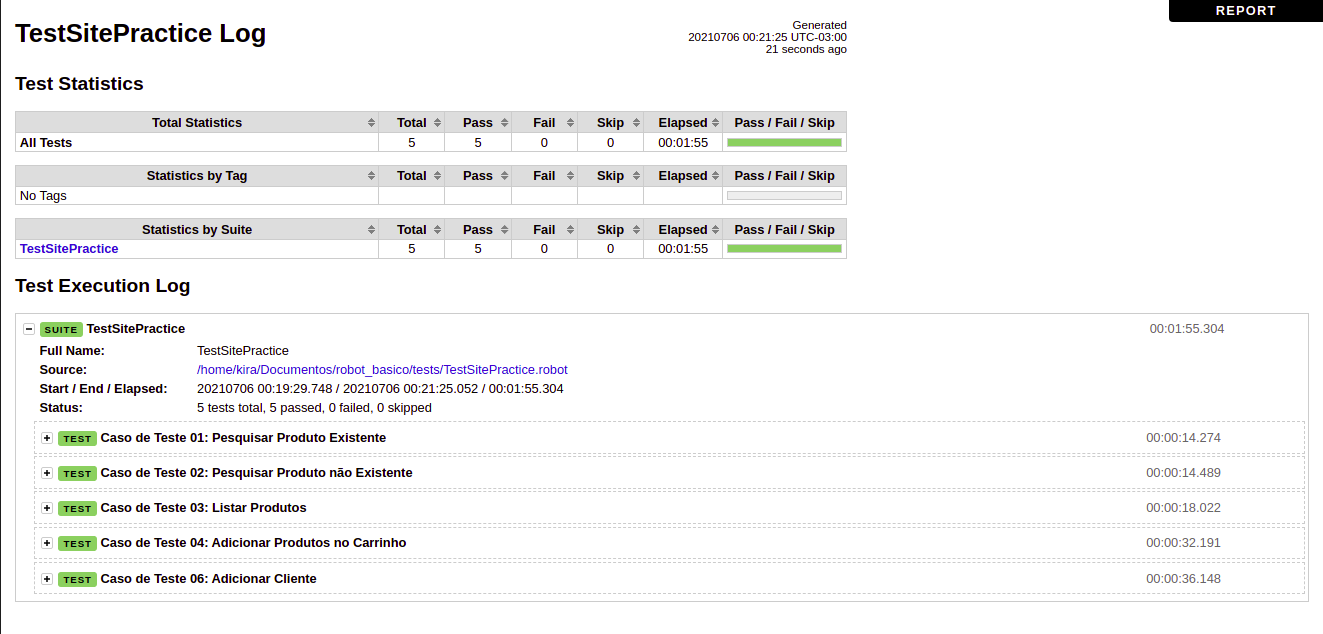 REPORT
TestSitePractice Log
Generated
20210706 00:21:25 UTC-03:00
21 seconds ago
Test Statistics
Total Statistics Total Pass Fail Skip Elapsed Pass / Fail / Skip
All Tests 5 5 0 0 00:01:55
Statistics by Tag Total Pass Fail Skip Elapsed Pass / Fail / Skip
No Tags
Statistics by Suite Total Pass Fail Skip Elapsed Pass / Fail / Skip
TestSitePractice 5 5 0 0 00:01:55
Test Execution Log
SUITE TestSitePractice 00:01:55.304
Full Name: TestSitePractice
Source: /home/kira/Documentos/robot_basico/tests/TestSitePractice.robot
Start / End / Elapsed: 20210706 00:19:29.748 / 20210706 00:21:25.052 / 00:01:55.304
Status: 5 tests total, 5 passed, 0 failed, 0 skipped
TEST Caso de Teste 01: Pesquisar Produto Existente 00:00:14.274
TEST Caso de Teste 02: Pesquisar Produto não Existente 00:00:14.489
TEST Caso de Teste 03: Listar Produtos 00:00:18.022
TEST Caso de Teste 04: Adicionar Produtos no Carrinho 00:00:32.191
TEST Caso de Teste 06: Adicionar Cliente 00:00:36.148